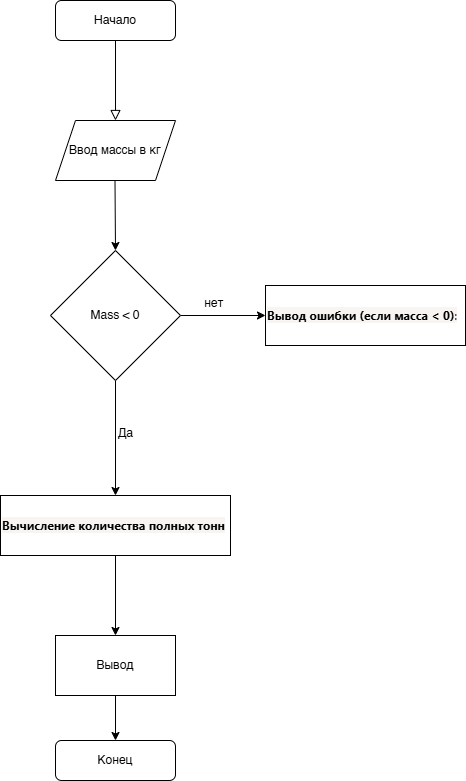 Начало
Ввод массы в кг
Mass < 0
нет
Вывод ошибки (если масса < 0):
Да
Вычисление количества полных тонн
Вывод
Конец